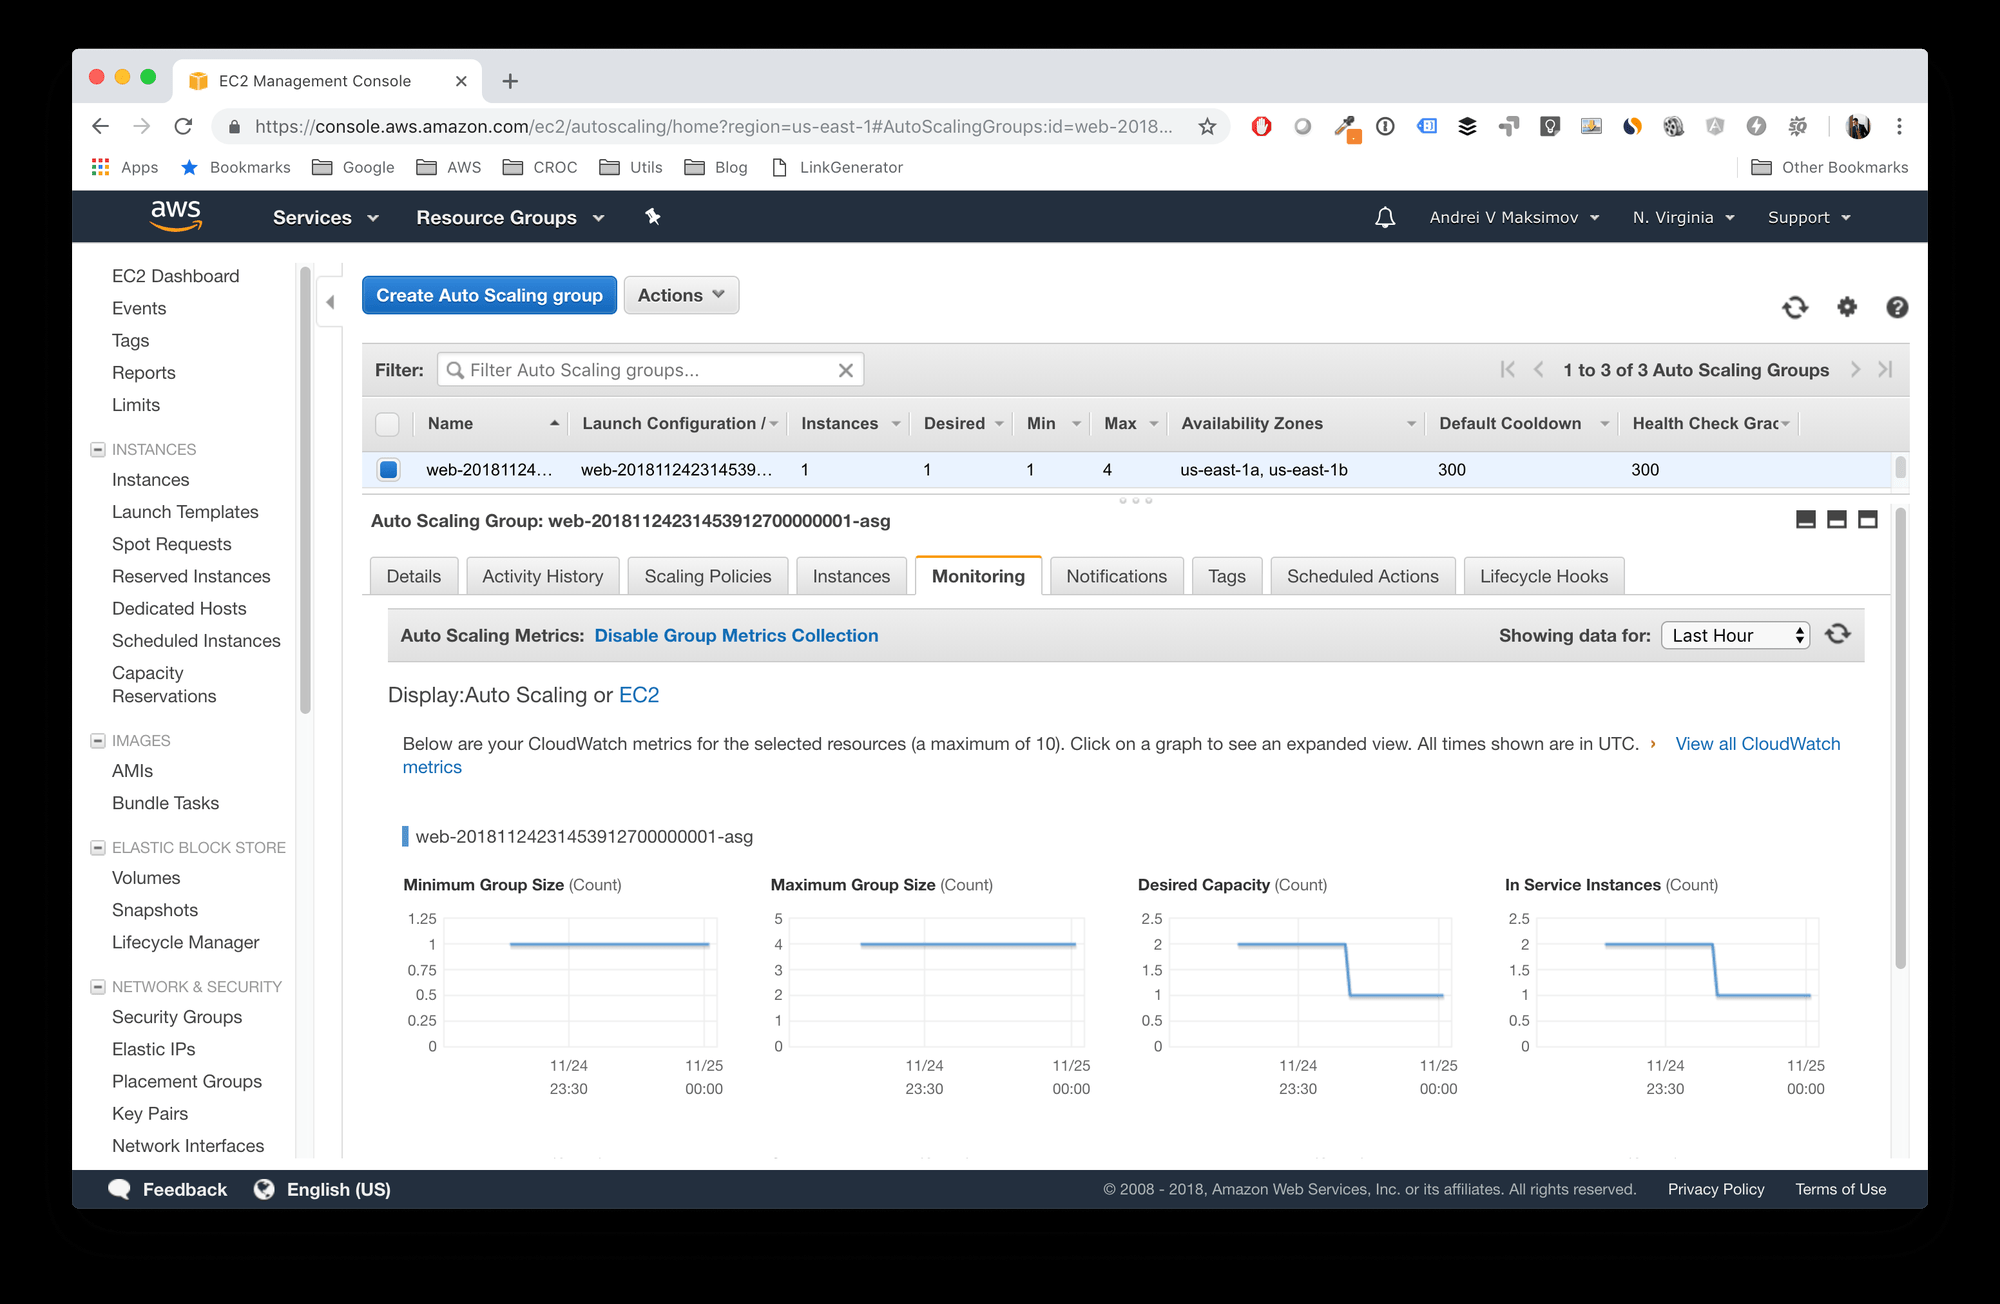 EC2 Management Console
https://console.aws.amazon.com/ec2/autoscaling/home?region=us-east-1#AutoScalingGroups:id=web-2018...
Apps Bookmarks Google AWS CROC Utils Blog LinkGenerator Other Bookmarks
aws Services Resource Groups Andrei V Maksimov N. Virginia Support
EC2 Dashboard
Events
Tags
Reports
Limits
INSTANCES
Instances
Launch Templates
Spot Requests
Reserved Instances
Dedicated Hosts
Scheduled Instances
Capacity
Reservations
IMAGES
AMIs
Bundle Tasks
ELASTIC BLOCK STORE
Volumes
Snapshots
Lifecycle Manager
NETWORK & SECURITY
Security Groups
Elastic IPs
Placement Groups
Key Pairs
Network Interfaces
Create Auto Scaling group Actions
Filter: Filter Auto Scaling groups... 1 to 3 of 3 Auto Scaling Groups
Name Launch Configuration / Instances Desired Min Max Availability Zones Default Cooldown Health Check Grac
web-20181124... web-201811242314539... 1 1 1 4 us-east-1a, us-east-1b 300 300
Auto Scaling Group: web-20181124231453912700000001-asg
Details Activity History Scaling Policies Instances Monitoring Notifications Tags Scheduled Actions Lifecycle Hooks
Auto Scaling Metrics: Disable Group Metrics Collection Showing data for: Last Hour
Display:Auto Scaling or EC2
Below are your CloudWatch metrics for the selected resources (a maximum of 10). Click on a graph to see an expanded view. All times shown are in UTC. › View all CloudWatch
metrics
web-20181124231453912700000001-asg
Minimum Group Size (Count)
1.25
1
0.75
0.5
0.25
0
11/24 11/25
23:30 00:00
Maximum Group Size (Count)
5
4
3
2
1
0
11/24 11/25
23:30 00:00
Desired Capacity (Count)
2.5
2
1.5
1
0.5
0
11/24 11/25
23:30 00:00
In Service Instances (Count)
2.5
2
1.5
1
0.5
0
11/24 11/25
23:30 00:00
Feedback English (US) © 2008 - 2018, Amazon Web Services, Inc. or its affiliates. All rights reserved. Privacy Policy Terms of Use